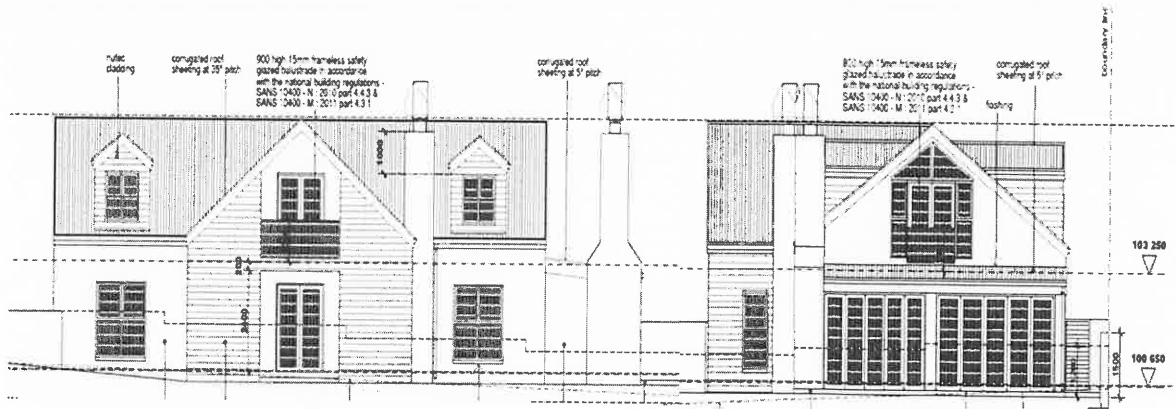 nutec
cladding
corrugated roof
sheeting at 35° pitch
900 high 15mm frameless safety
glazed balustrade in accordance
with the national building regulations -
SANS 10400 - N : 2010 part 4.4.3 &
SANS 10400 - M : 2011 part 4.3.1
corrugated roof
sheeting at 5° pitch
800 high 15mm frameless safety
glazed balustrade in accordance
with the national building regulations -
SANS 10400 - N : 2010 part 4.4.3 &
SANS 10400 - M : 2011 part 4.3.1
flashing
corrugated roof
sheeting at 5° pitch
boundary line
1000
103 250
100 650
1500